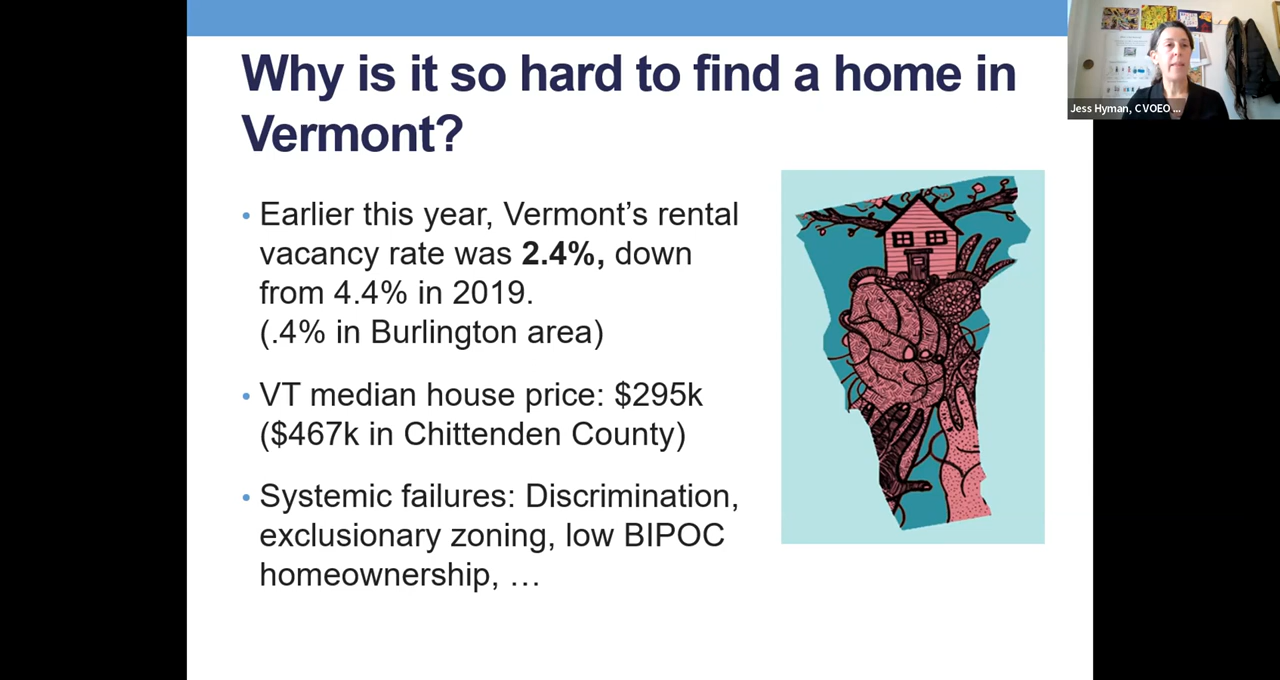 Why is it so hard to find a home in
Vermont?
• Earlier this year, Vermont’s rental
vacancy rate was 2.4%, down
from 4.4% in 2019.
(.4% in Burlington area)
• VT median house price: $295k
($467k in Chittenden County)
• Systemic failures: Discrimination,
exclusionary zoning, low BIPOC
homeownership, …
Jess Hyman, CVOEO ...